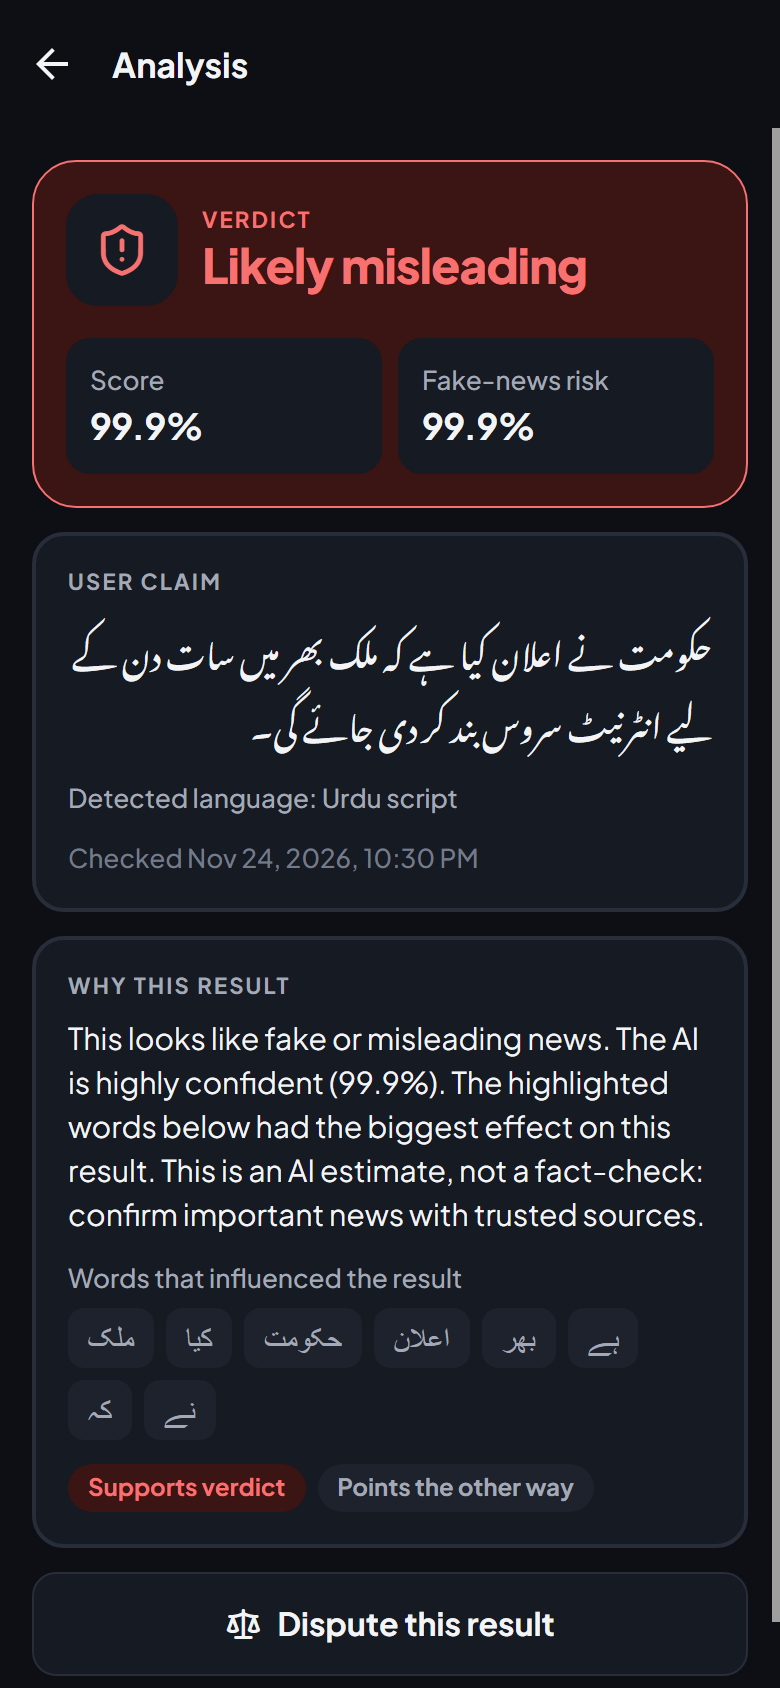 Analysis
VERDICT
Likely misleading
Score
99.9%
Fake-news risk
99.9%
USER CLAIM
حکومت نے اعلان کیا ہے کہ ملک بھر میں سات دن کے
لیے انٹرنیٹ سروس بند کر دی جائے گی۔
Detected language: Urdu script
Checked Nov 24, 2026, 10:30 PM
WHY THIS RESULT
This looks like fake or misleading news. The AI
is highly confident (99.9%). The highlighted
words below had the biggest effect on this
result. This is an AI estimate, not a fact-check:
confirm important news with trusted sources.
Words that influenced the result
ملک کیا حکومت اعلان بھر ہے
کہ نے
Supports verdict Points the other way
Dispute this result